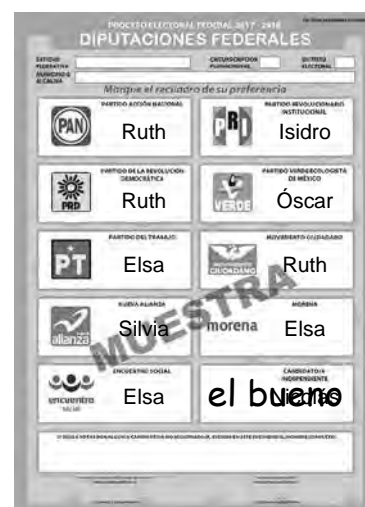 PROCESO ELECTORAL FEDERAL 2017 - 2018
DIPUTACIONES FEDERALES
ENTIDAD FEDERATIVA
CIRCUNSCRIPCIÓN PLURINOMINAL
DISTRITO ELECTORAL
MUNICIPIO O ALCALDÍA
Marque el recuadro de su preferencia
PARTIDO ACCIÓN NACIONAL
PAN
Ruth
PARTIDO REVOLUCIONARIO INSTITUCIONAL
PRI
Isidro
PARTIDO DE LA REVOLUCIÓN DEMOCRÁTICA
PRD
Ruth
PARTIDO VERDE ECOLOGISTA DE MÉXICO
VERDE
Óscar
PARTIDO DEL TRABAJO
PT
Elsa
MOVIMIENTO CIUDADANO
MOVIMIENTO CIUDADANO
Ruth
NUEVA ALIANZA
alianza
Silvia
MORENA
morena
Elsa
MUESTRA
ENCUENTRO SOCIAL
encuentro
social
Elsa
CANDIDATO/A INDEPENDIENTE
Nicolás
el bueno